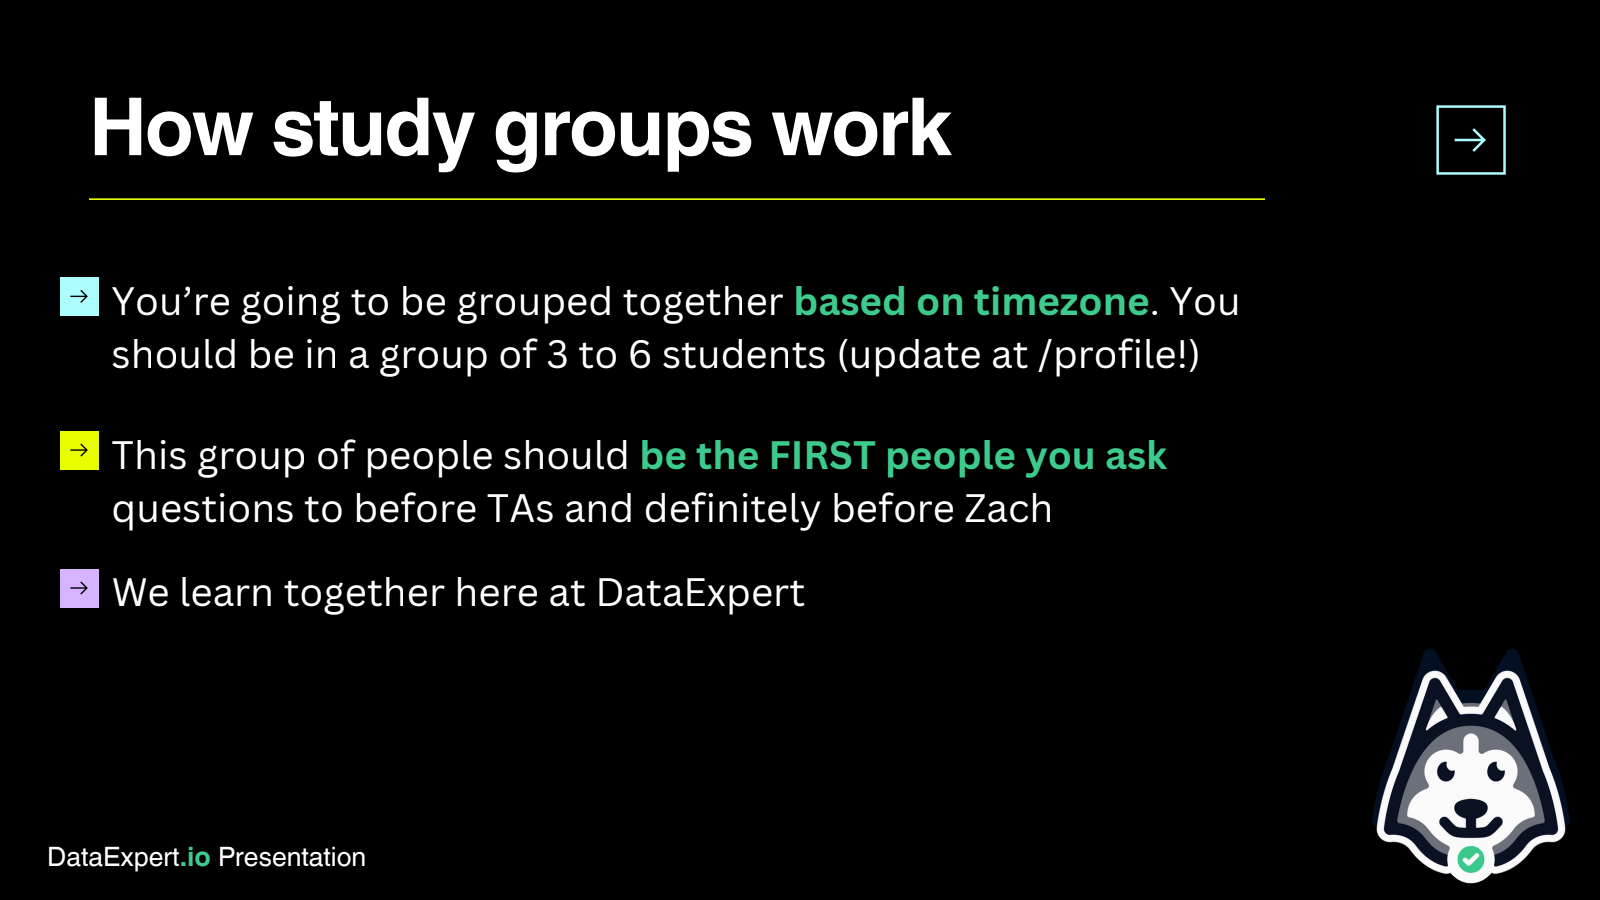 How study groups work
You’re going to be grouped together based on timezone. You
should be in a group of 3 to 6 students (update at /profile!)
This group of people should be the FIRST people you ask
questions to before TAs and definitely before Zach
We learn together here at DataExpert
DataExpert.io Presentation